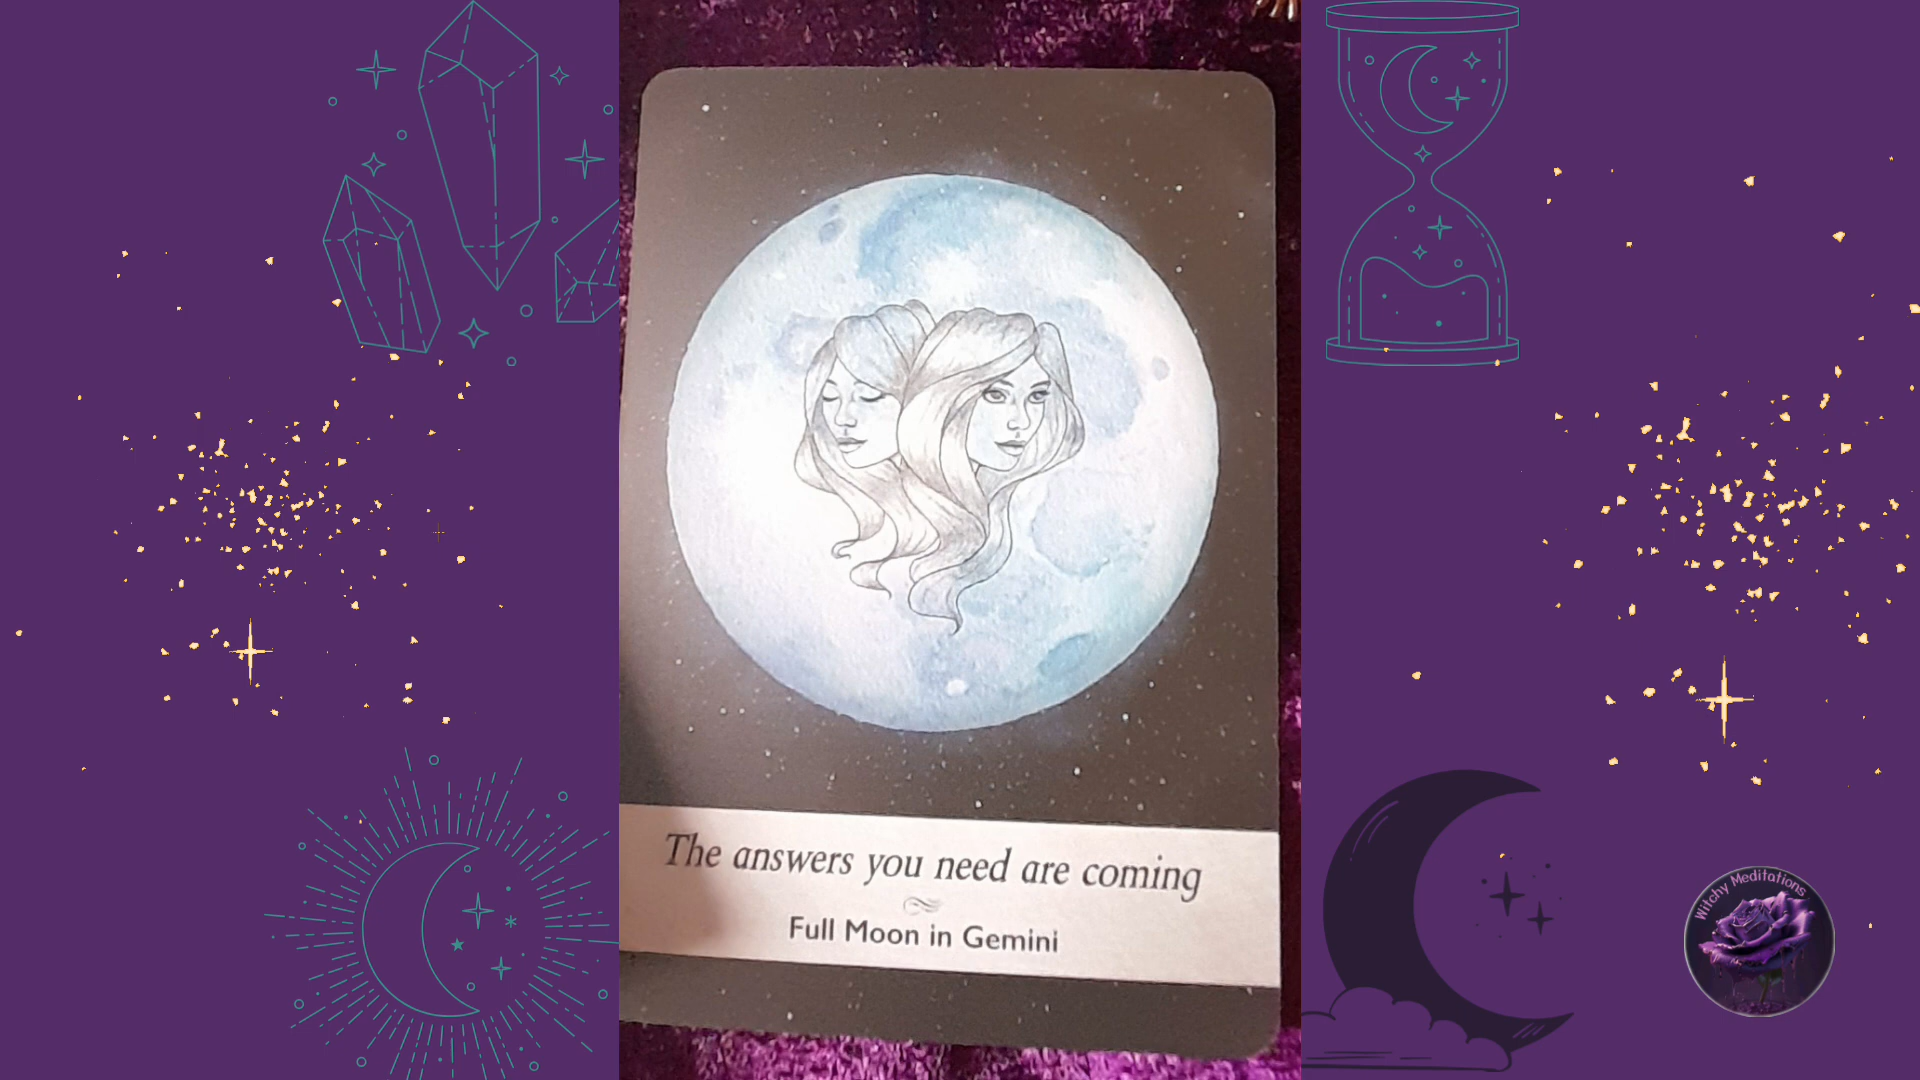 The answers you need are coming
Full Moon in Gemini
Witchy Meditations